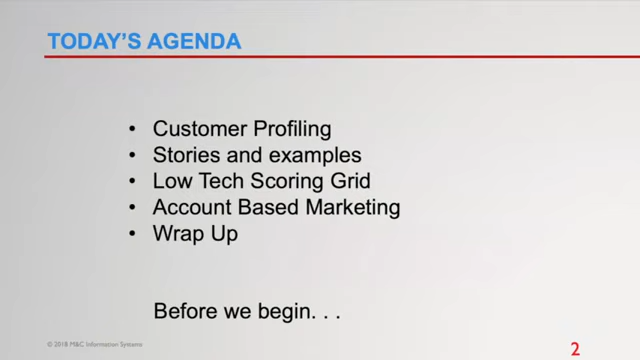 TODAY'S AGENDA
• Customer Profiling
• Stories and examples
• Low Tech Scoring Grid
• Account Based Marketing
• Wrap Up
Before we begin. . .
© 2018 M&C Information Systems
2